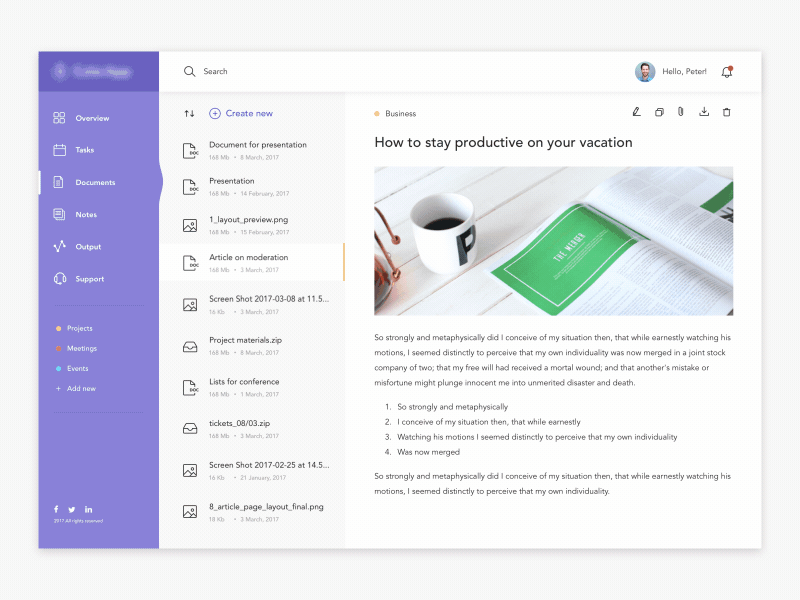 Search
Hello, Peter!
Overview
Tasks
Documents
Notes
Output
Support
Projects
Meetings
Events
+ Add new
2017 All rights reserved
Create new
Document for presentation
168 Mb • 8 March, 2017
Presentation
168 Mb • 14 February, 2017
1_layout_preview.png
168 Mb • 15 February, 2017
Article on moderation
168 Mb • 3 March, 2017
Screen Shot 2017-03-08 at 11.5...
16 Kb • 3 March, 2017
Project materials.zip
168 Mb • 8 March, 2017
Lists for conference
168 Mb • 1 March, 2017
tickets_08/03.zip
168 Mb • 3 March, 2017
Screen Shot 2017-02-25 at 14.5...
16 Kb • 21 January, 2017
8_article_page_layout_final.png
18 Kb • 3 March, 2017
Business
How to stay productive on your vacation
P
THE MERGER
So strongly and metaphysically did I conceive of my situation then, that while earnestly watching his
motions, I seemed distinctly to perceive that my own individuality was now merged in a joint stock
company of two; that my free will had received a mortal wound; and that another's mistake or
misfortune might plunge innocent me into unmerited disaster and death.
1. So strongly and metaphysically
2. I conceive of my situation then, that while earnestly
3. Watching his motions I seemed distinctly to perceive that my own individuality
4. Was now merged
So strongly and metaphysically did I conceive of my situation then, that while earnestly watching his
motions, I seemed distinctly to perceive that my own individuality.